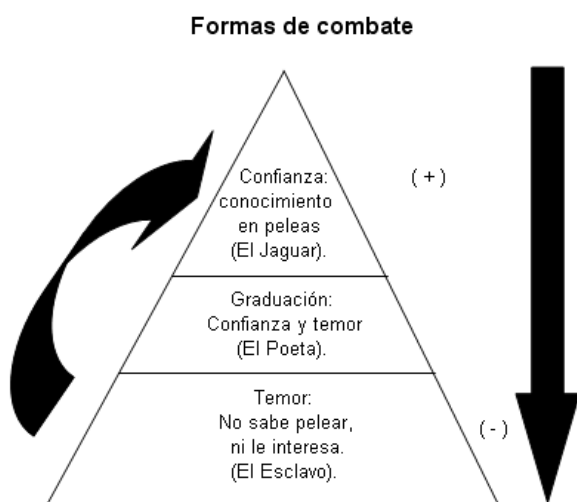 Formas de combate
Confianza:
conocimiento
en peleas
(El Jaguar).
( + )
Graduación:
Confianza y temor
(El Poeta).
Temor:
No sabe pelear,
ni le interesa.
(El Esclavo).
( - )